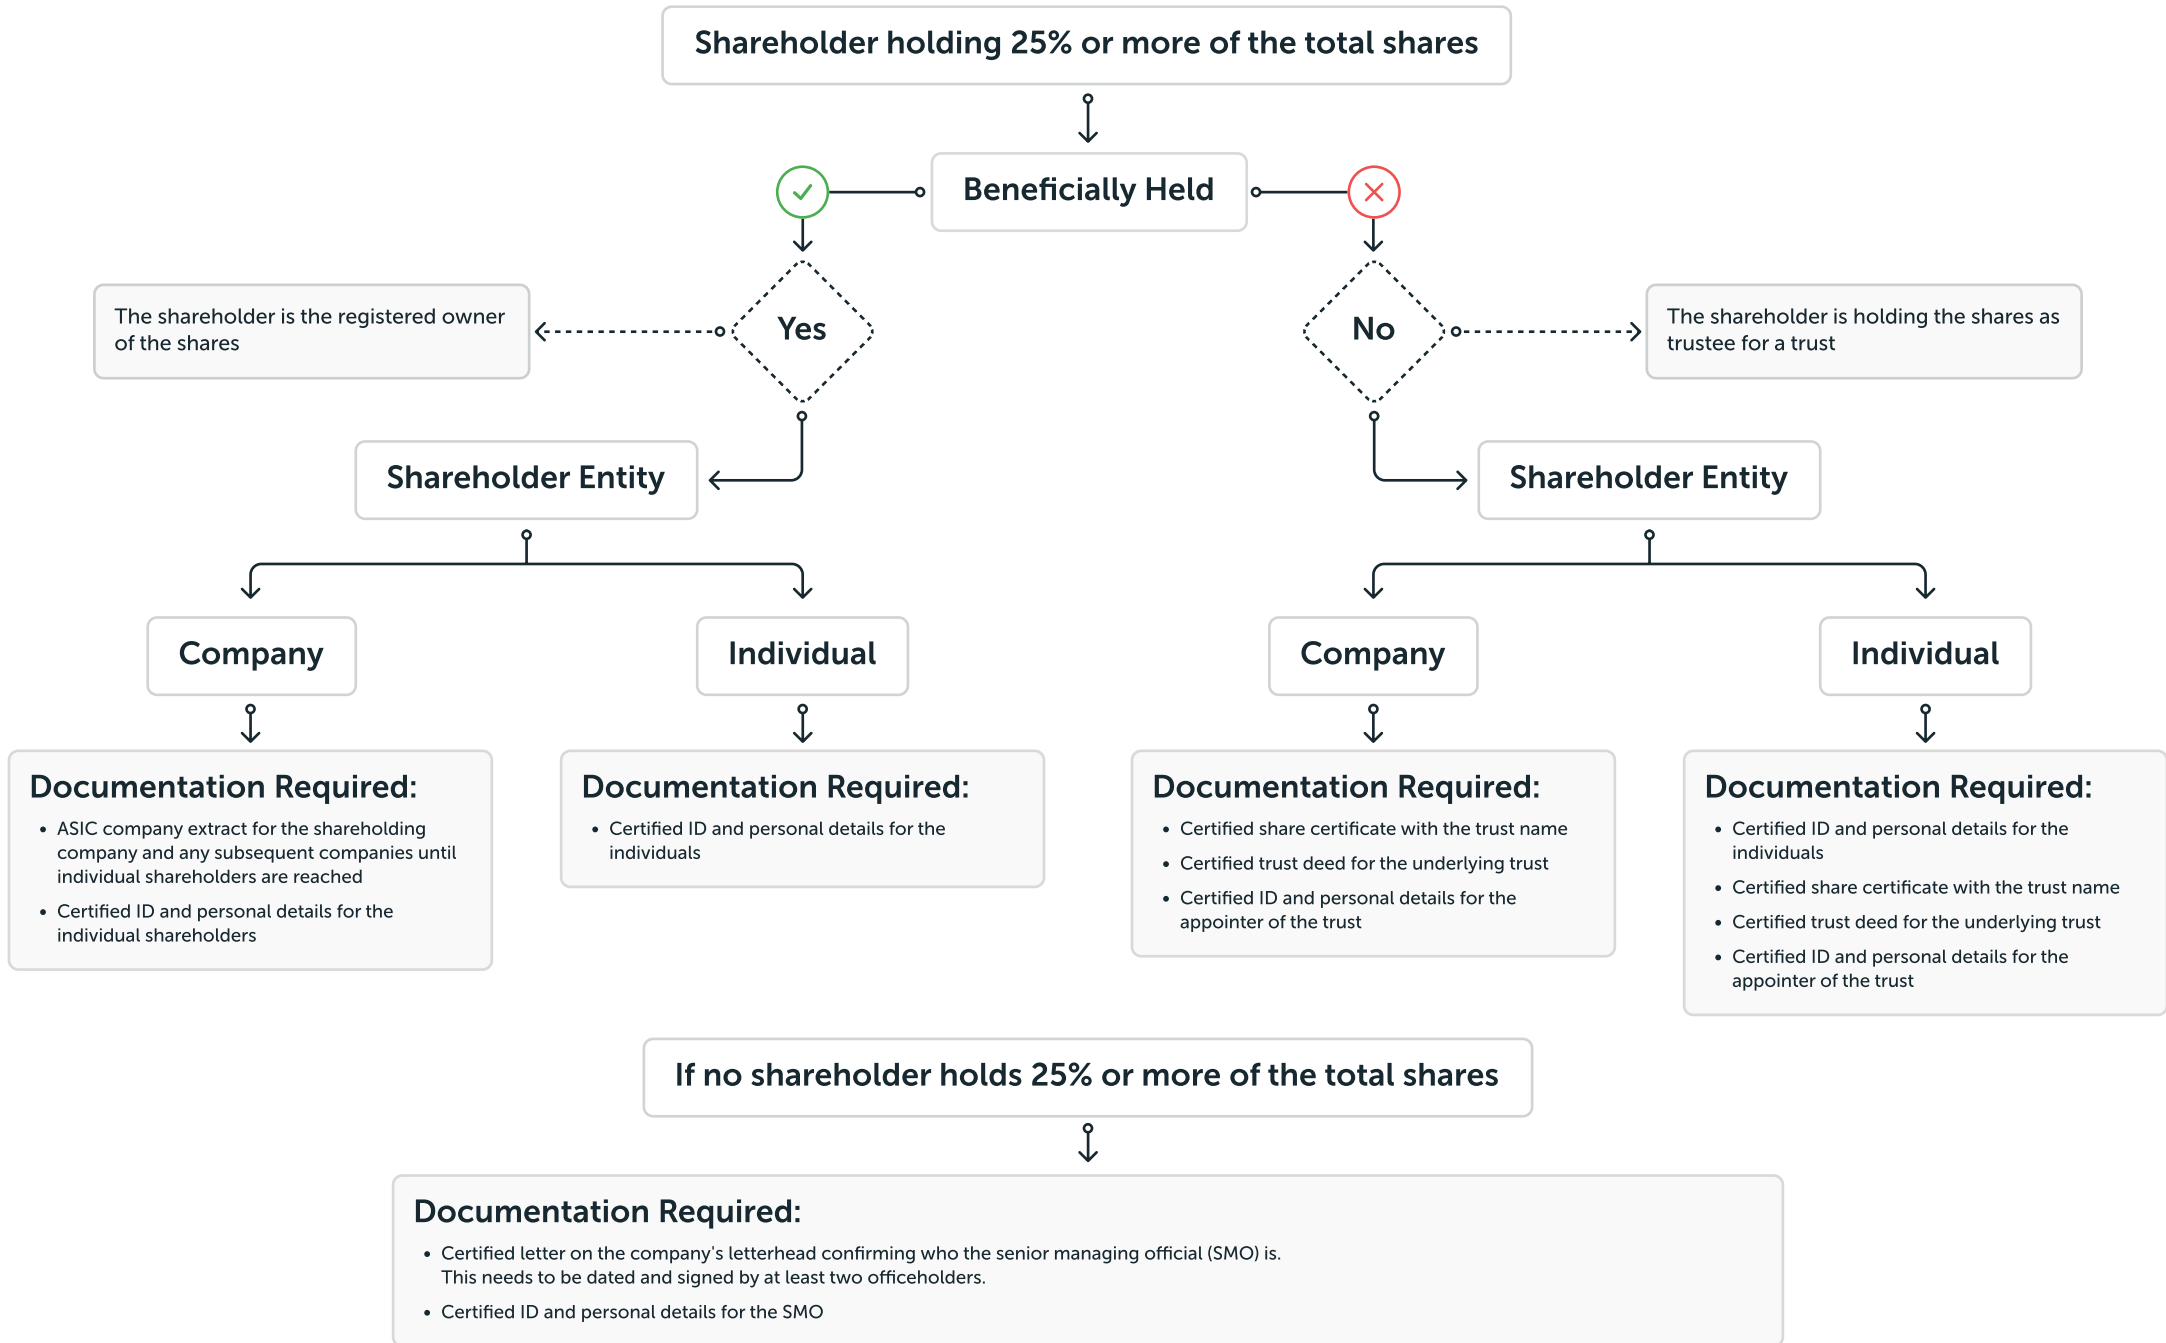 Shareholder holding 25% or more of the total shares
Beneficially Held
Yes
The shareholder is the registered owner
of the shares
No
The shareholder is holding the shares as
trustee for a trust
Shareholder Entity
Company
Documentation Required:
• ASIC company extract for the shareholding
company and any subsequent companies until
individual shareholders are reached
• Certified ID and personal details for the
individual shareholders
Individual
Documentation Required:
• Certified ID and personal details for the
individuals
Shareholder Entity
Company
Documentation Required:
• Certified share certificate with the trust name
• Certified trust deed for the underlying trust
• Certified ID and personal details for the
appointer of the trust
Individual
Documentation Required:
• Certified ID and personal details for the
individuals
• Certified share certificate with the trust name
• Certified trust deed for the underlying trust
• Certified ID and personal details for the
appointer of the trust
If no shareholder holds 25% or more of the total shares
Documentation Required:
• Certified letter on the company's letterhead confirming who the senior managing official (SMO) is.
This needs to be dated and signed by at least two officeholders.
• Certified ID and personal details for the SMO